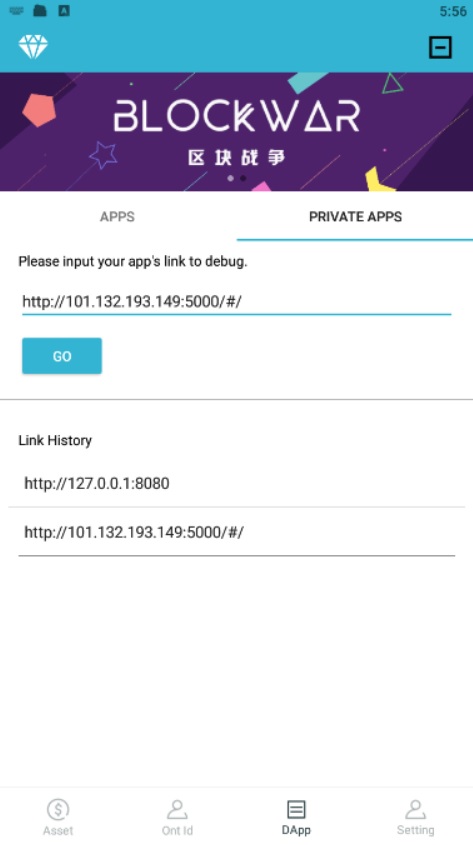 5:56
BLOCKWAR
区块战争
APPS
PRIVATE APPS
Please input your app's link to debug.
http://101.132.193.149:5000/#/
GO
Link History
http://127.0.0.1:8080
http://101.132.193.149:5000/#/
Asset
Ont Id
DApp
Setting